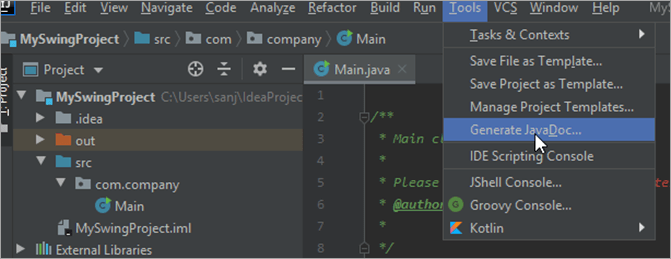 File Edit View Navigate Code Analyze Refactor Build Run Tools VCS Window Help
MySwingProject src com company Main
Project
Main.java
1: Project
MySwingProject C:\Users\sanj\IdeaProjec
.idea
out
src
com.company
Main
MySwingProject.iml
External Libraries
1
2 /**
3 * Main c
4 *
5 * Please
6 * @author
7 *
8 */
Tasks & Contexts
Save File as Template...
Save Project as Template...
Manage Project Templates...
Generate JavaDoc...
IDE Scripting Console
JShell Console...
Groovy Console...
Kotlin